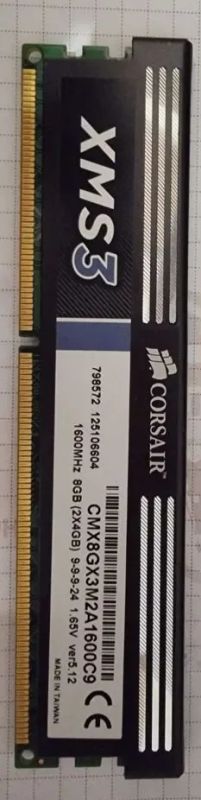 XMS3
CORSAIR
798572 125106604
CMX8GX3M2A1600C9
1600MHz 8GB (2X4GB) 9-9-9-24 1.65V ver5.12
CE
MADE IN TAIWAN